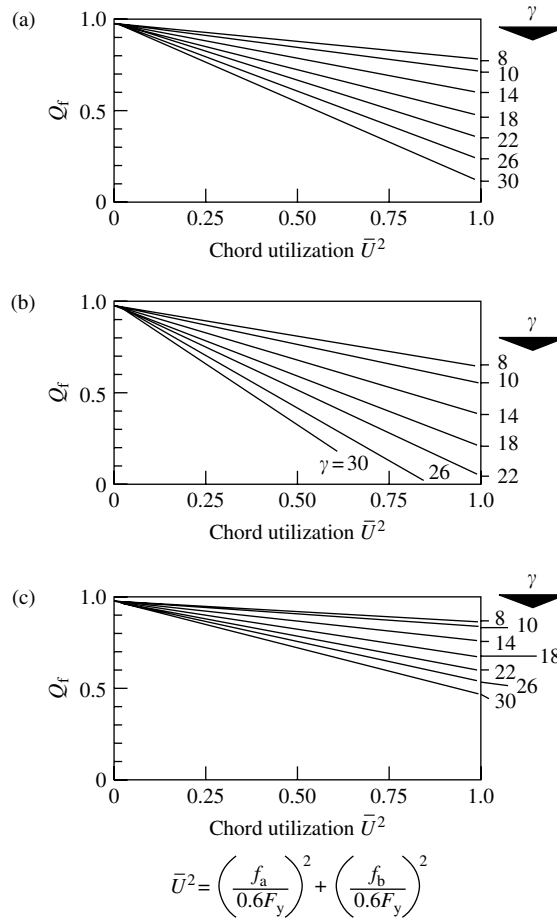 (a)
γ
1.0
0.5
0
Q_f
8
10
14
18
22
26
30
0 0.25 0.50 0.75 1.0
Chord utilization Ū²
(b)
γ
1.0
0.5
0
Q_f
8
10
14
18
22
γ = 30
26
0 0.25 0.50 0.75 1.0
Chord utilization Ū²
(c)
γ
1.0
0.5
0
Q_f
8
10
14
18
22
26
30
0 0.25 0.50 0.75 1.0
Chord utilization Ū²
Ū² = (f_a / 0.6F_y)² + (f_b / 0.6F_y)²